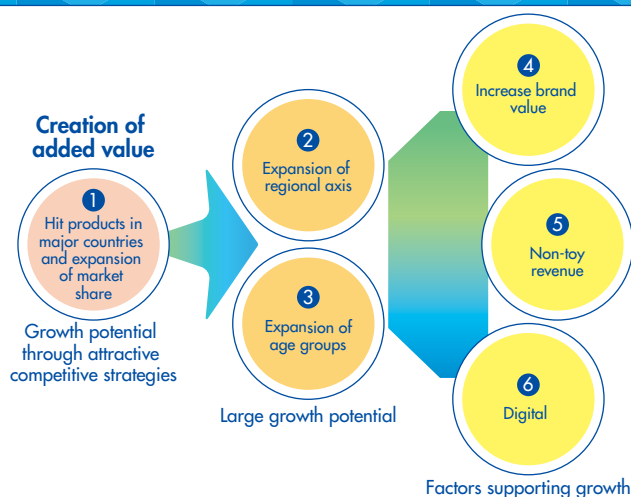 Creation of
added value
1
Hit products in
major countries
and expansion
of market
share
Growth potential
through attractive
competitive strategies
2
Expansion of
regional axis
3
Expansion of
age groups
Large growth potential
4
Increase brand
value
5
Non-toy
revenue
6
Digital
Factors supporting growth